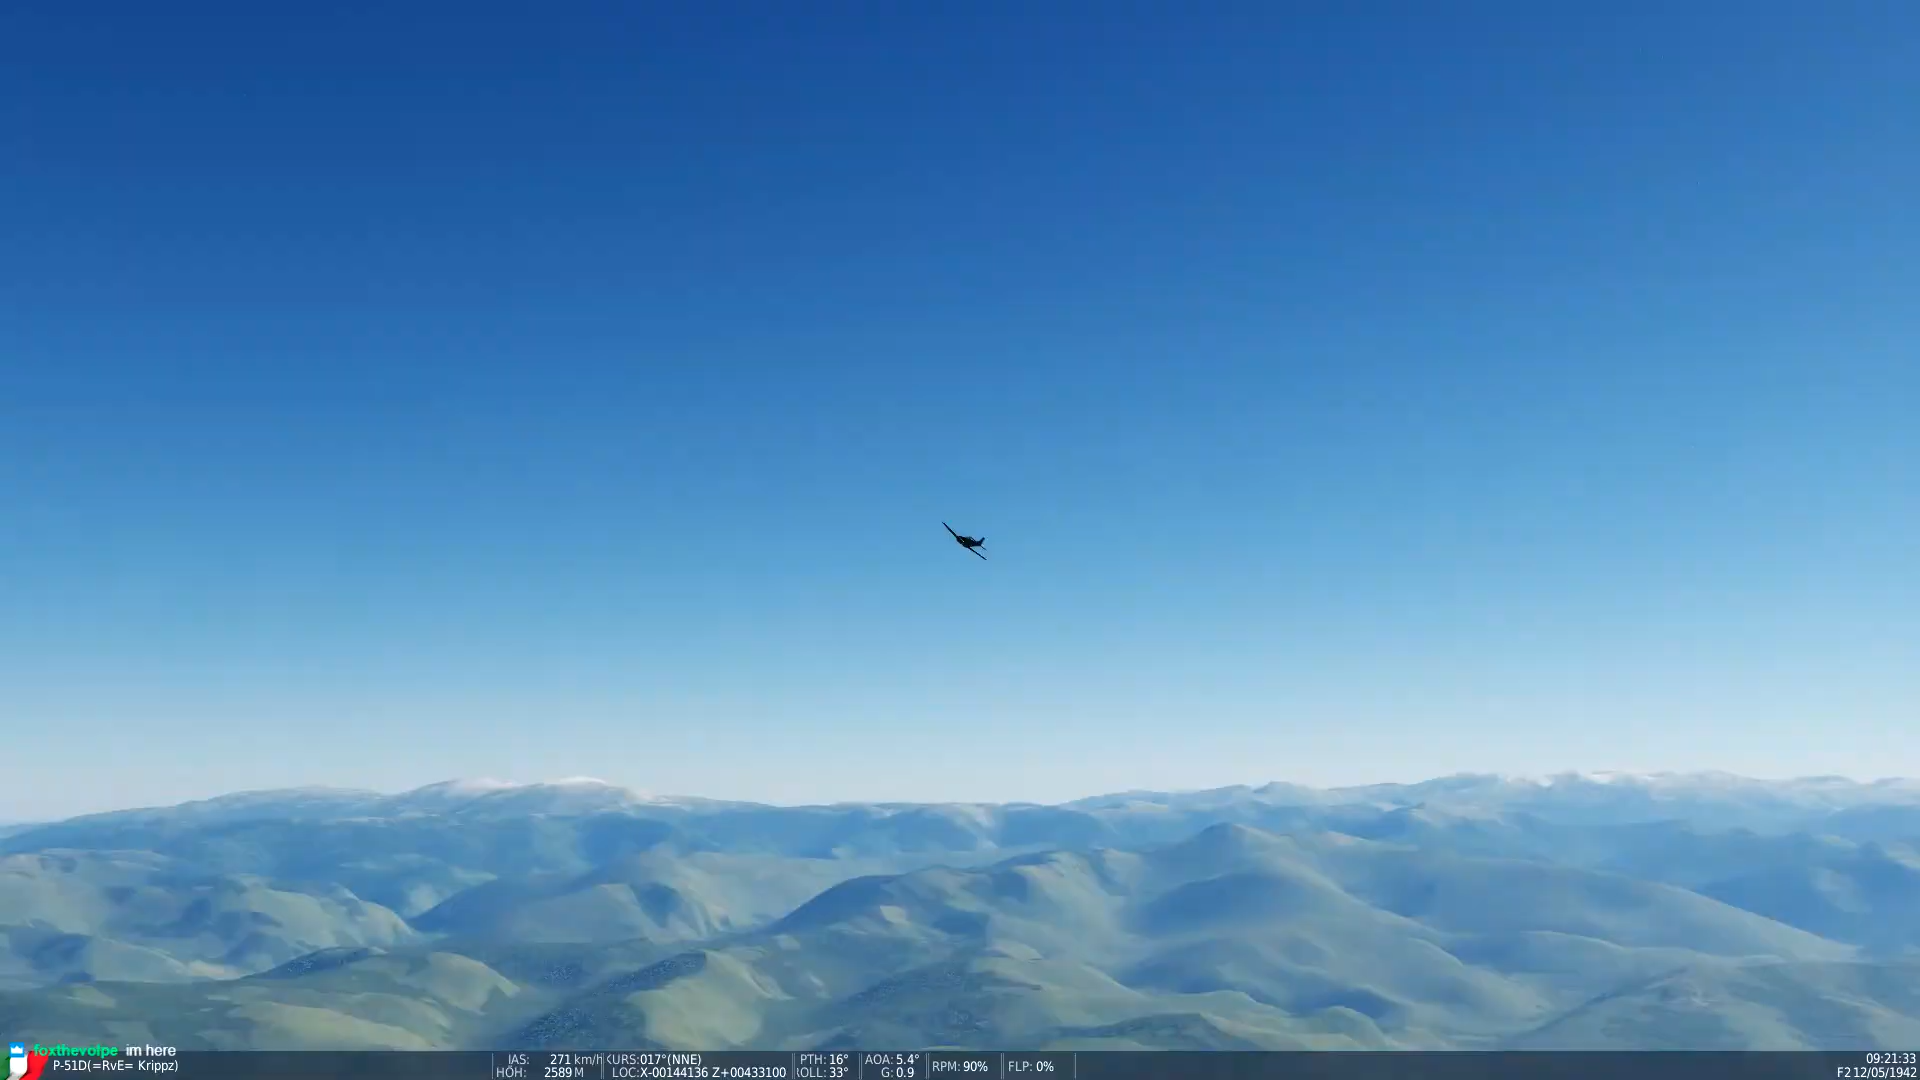 foxthevolpe im here
P-51D(=RvE= Krippz)
IAS: 271 km/h KURS:017°(NNE) PTH: 16° AOA: 5.4° RPM: 90% FLP: 0% 09:21:33
HÖH: 2589 M LOC:X-00144136 Z+00433100 ROLL: 33° G: 0.9 F2 12/05/1942